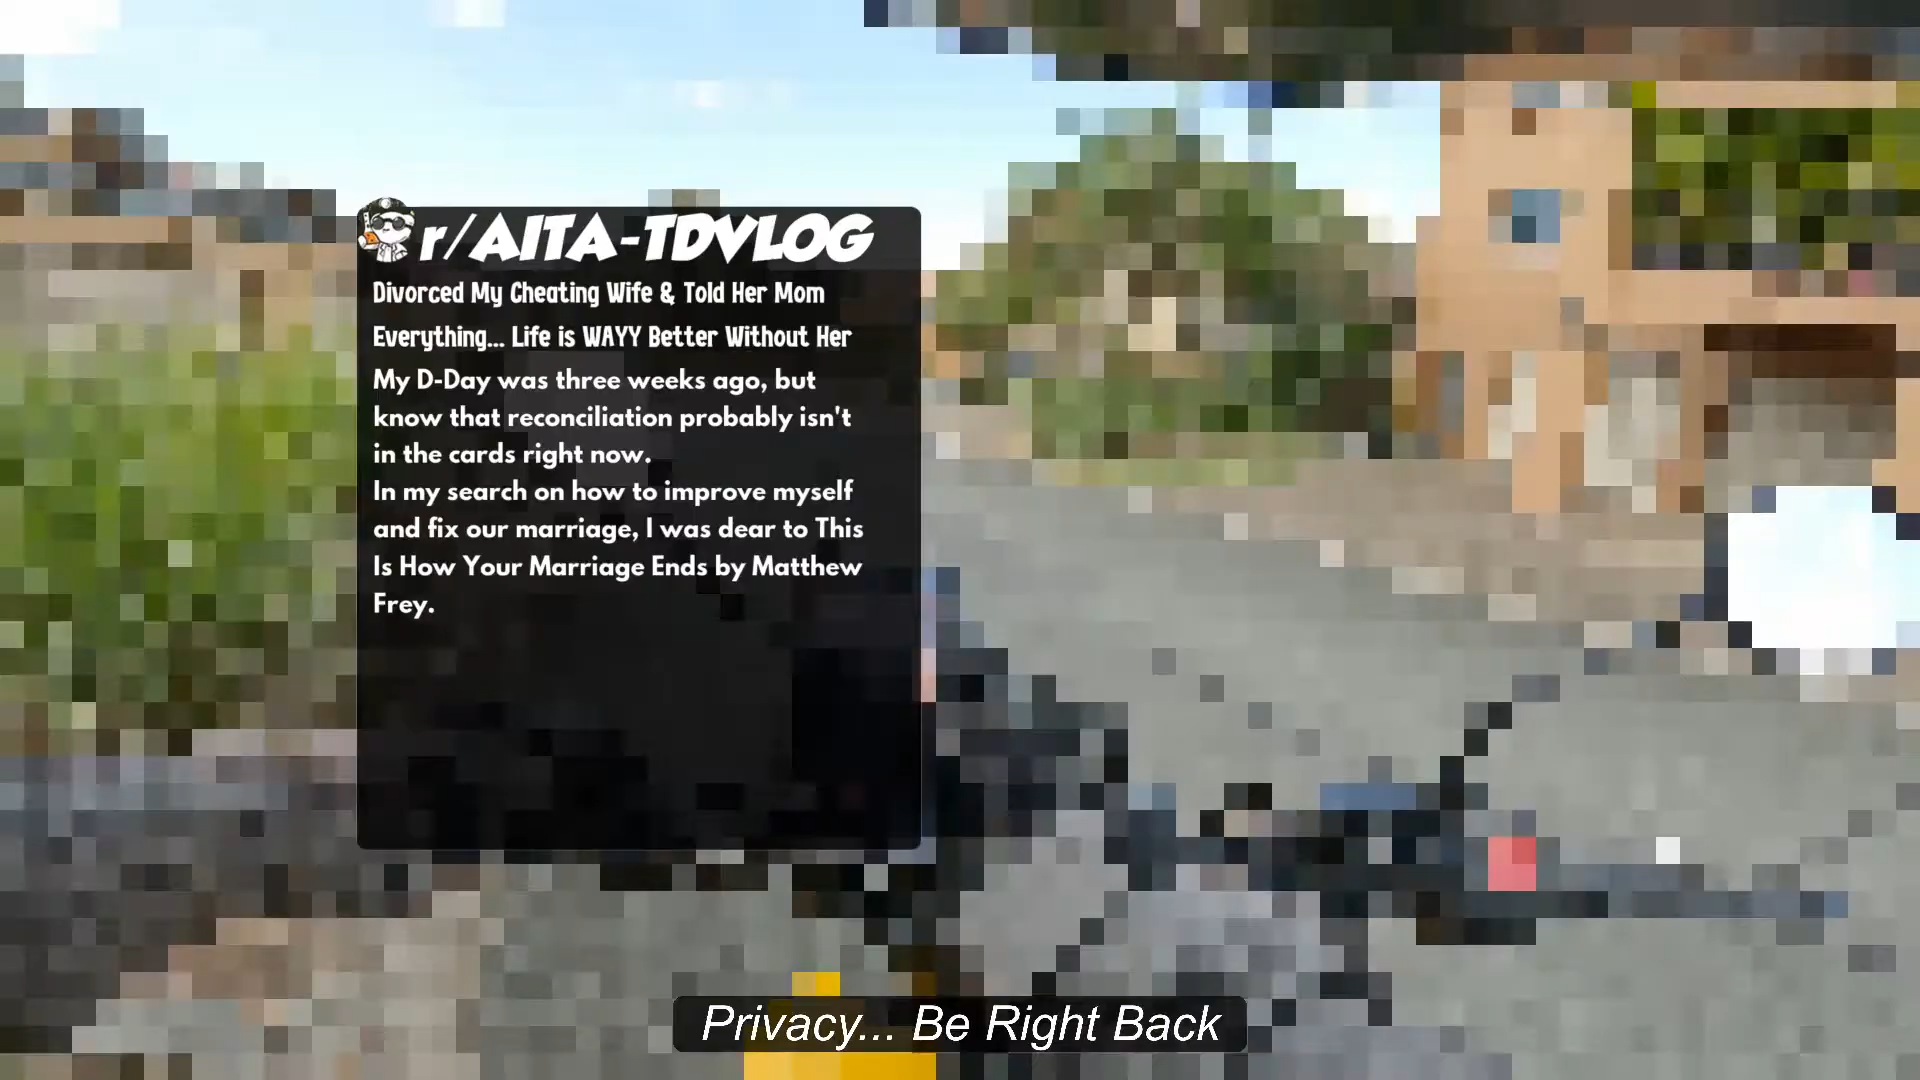 r/AITA-TDVLOG
Divorced My Cheating Wife & Told Her Mom
Everything... Life is WAYY Better Without Her
My D-Day was three weeks ago, but
know that reconciliation probably isn't
in the cards right now.
In my search on how to improve myself
and fix our marriage, I was dear to This
Is How Your Marriage Ends by Matthew
Frey.
Privacy... Be Right Back